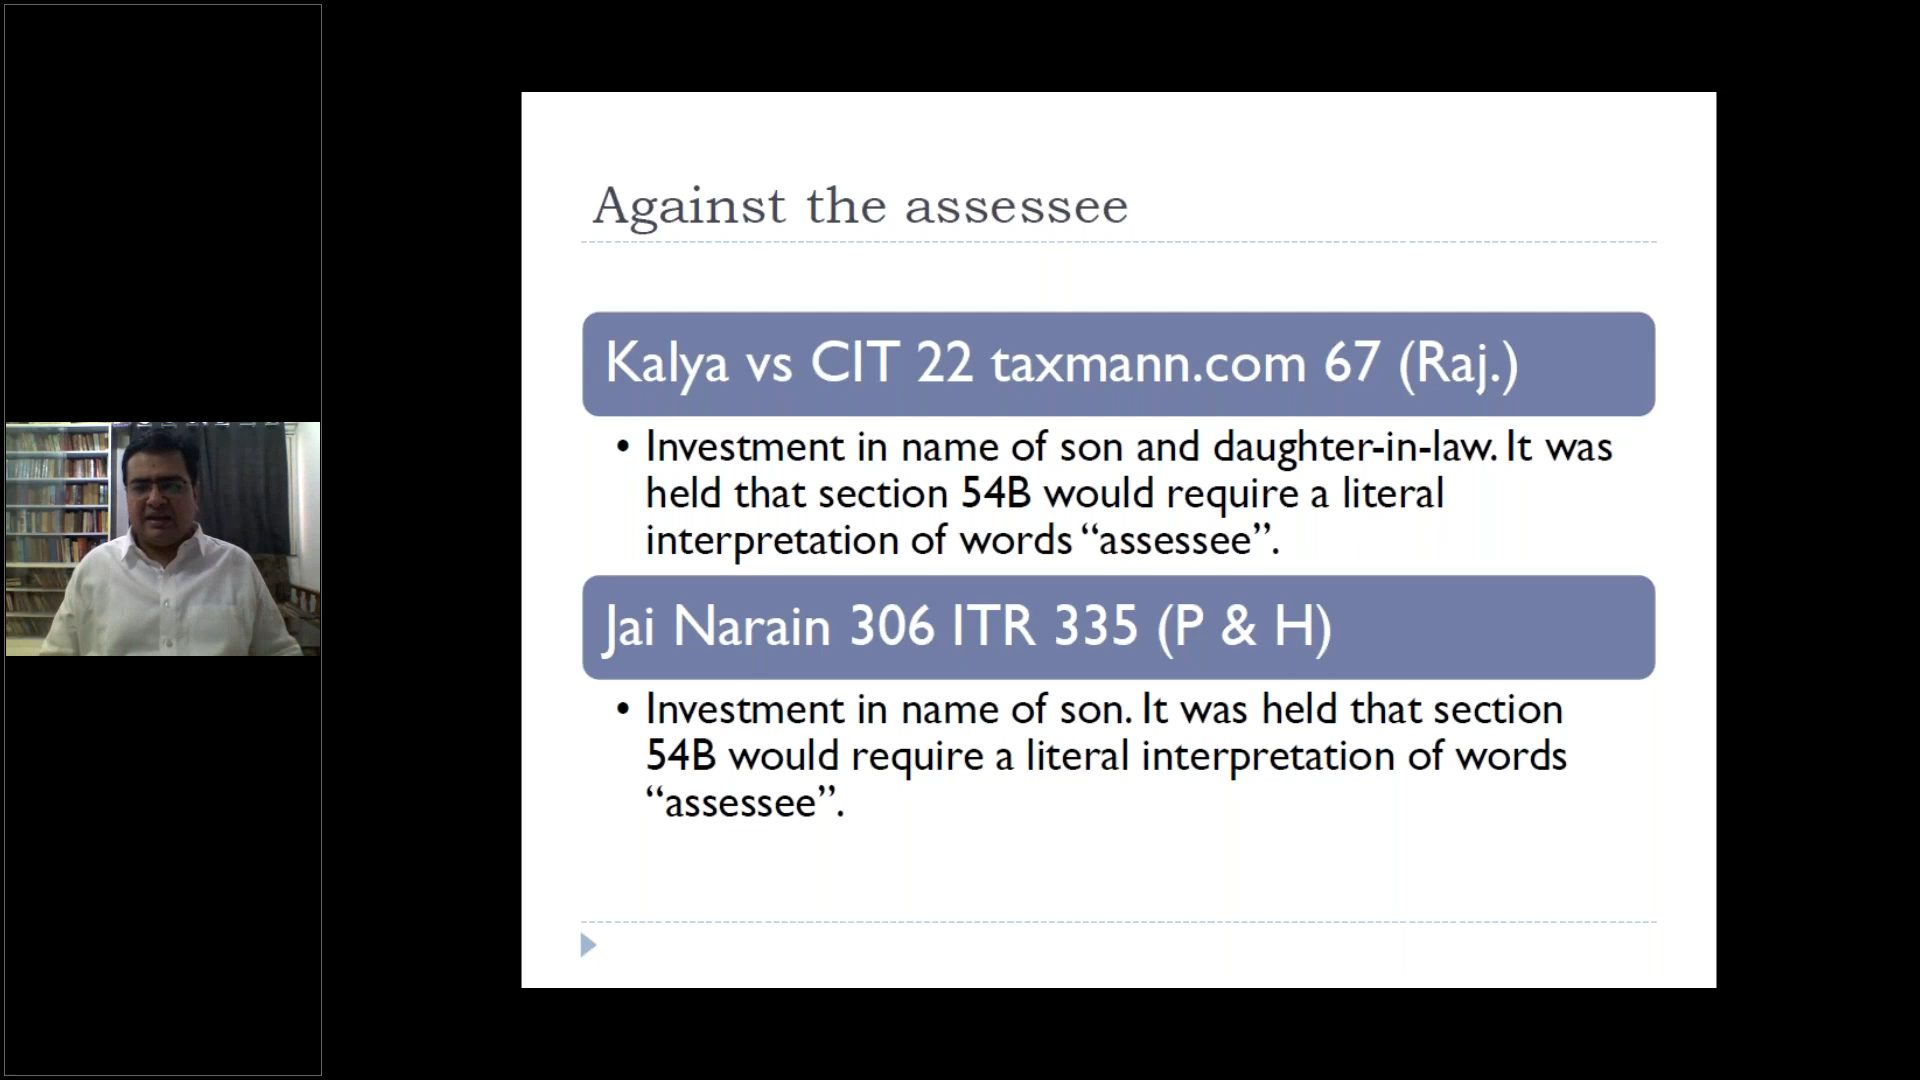 Against the assessee
Kalya vs CIT 22 taxmann.com 67 (Raj.)
• Investment in name of son and daughter-in-law. It was
held that section 54B would require a literal
interpretation of words “assessee”.
Jai Narain 306 ITR 335 (P & H)
• Investment in name of son. It was held that section
54B would require a literal interpretation of words
“assessee”.